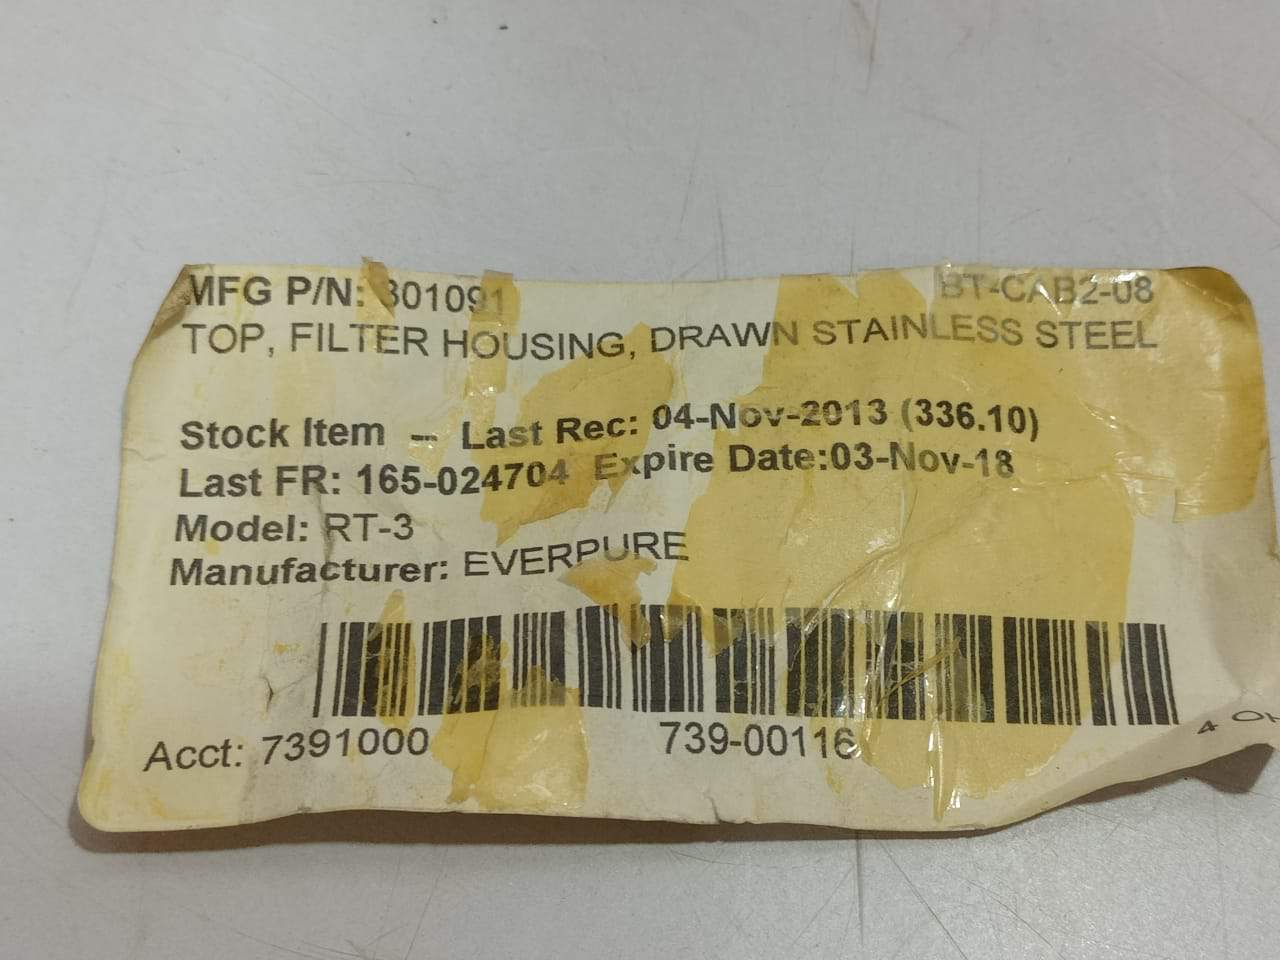 MFG P/N: 301091 BT-CAB2-08
TOP, FILTER HOUSING, DRAWN STAINLESS STEEL
Stock Item -- Last Rec: 04-Nov-2013 (336.10)
Last FR: 165-024704 Expire Date:03-Nov-18
Model: RT-3
Manufacturer: EVERPURE
Acct: 7391000 739-00116
4